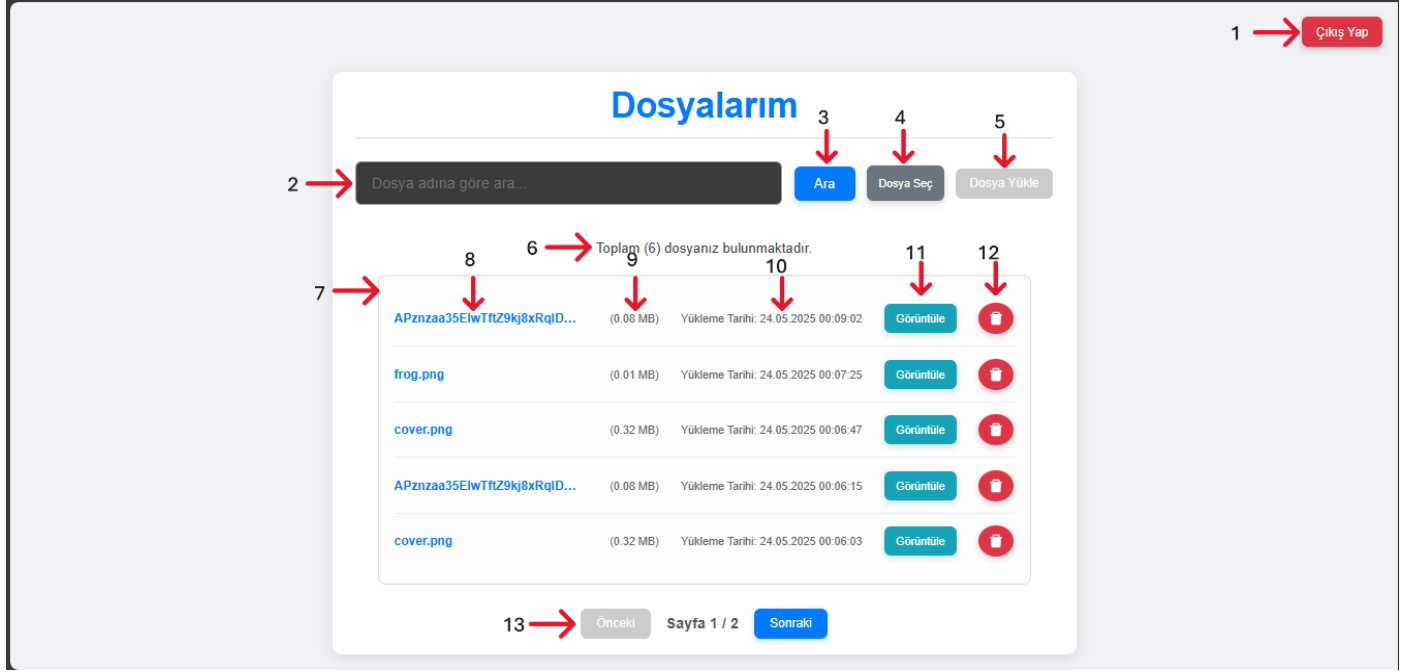 1 Çıkış Yap
Dosyalarım
3 4 5
2 Dosya adına göre ara... Ara Dosya Seç Dosya Yükle
6 Toplam (6) dosyanız bulunmaktadır.
8 9 10 11 12
7
APznzaa35ElwTftZ9kj8xRqlD... (0.08 MB) Yükleme Tarihi: 24.05.2025 00:09:02 Görüntüle
frog.png (0.01 MB) Yükleme Tarihi: 24.05.2025 00:07:25 Görüntüle
cover.png (0.32 MB) Yükleme Tarihi: 24.05.2025 00:06:47 Görüntüle
APznzaa35ElwTftZ9kj8xRqlD... (0.08 MB) Yükleme Tarihi: 24.05.2025 00:06:15 Görüntüle
cover.png (0.32 MB) Yükleme Tarihi: 24.05.2025 00:06:03 Görüntüle
13 Önceki Sayfa 1 / 2 Sonraki